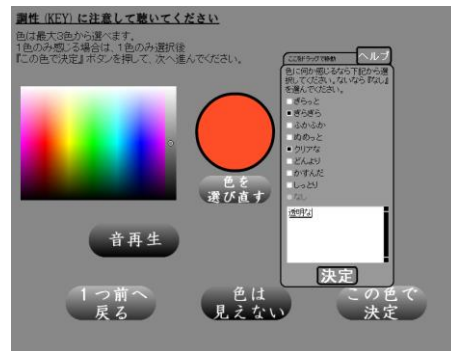 調性 (KEY) に注意して聴いてください
色は最大3色から選べます。
1色のみ感じる場合は、1色のみ選択後
『この色で決定』ボタンを押して、次へ進んでください。
ここをドラッグで移動
ヘルプ
色に何か感じるなら下記から選
択してください。ないなら『なし』
を選んでください。
ざらっと
ぎらぎら
ふかふか
ぬめっと
クリアな
どんより
かすんだ
しっとり
なし
透明な
決定
色を
選び直す
音再生
1つ前へ
戻る
色は
見えない
この色で
決定